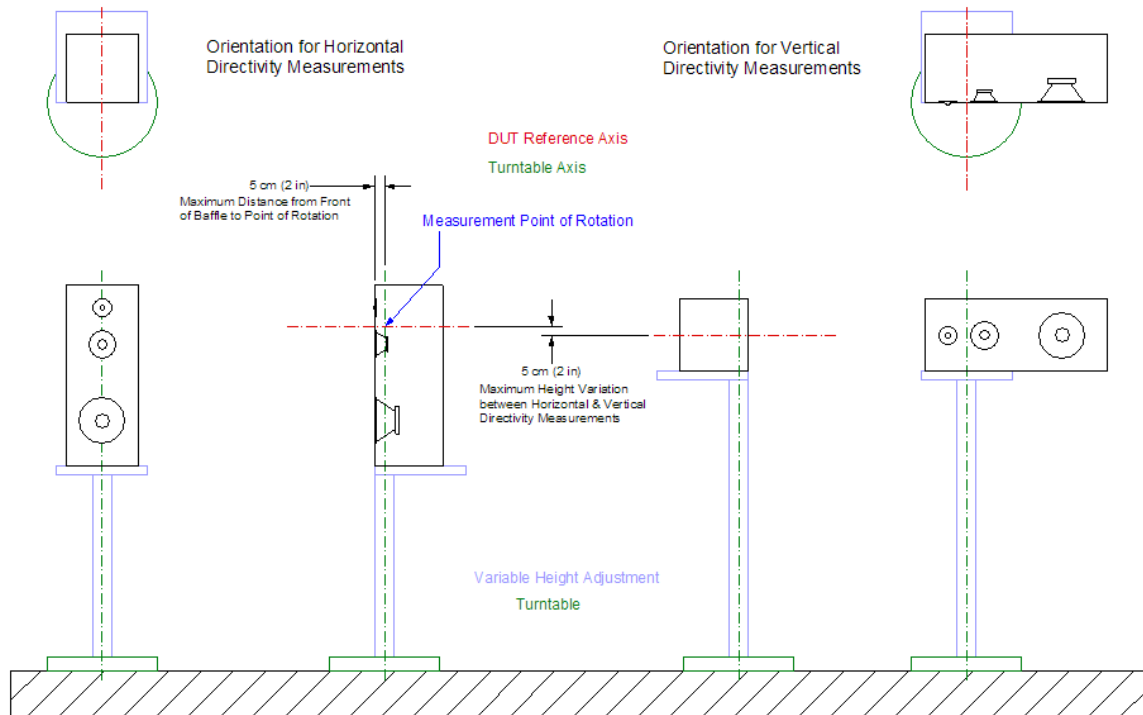 Orientation for Horizontal
Directivity Measurements
Orientation for Vertical
Directivity Measurements
DUT Reference Axis
Turntable Axis
5 cm (2 in)
Maximum Distance from Front
of Baffle to Point of Rotation
Measurement Point of Rotation
5 cm (2 in)
Maximum Height Variation
between Horizontal & Vertical
Directivity Measurements
Variable Height Adjustment
Turntable